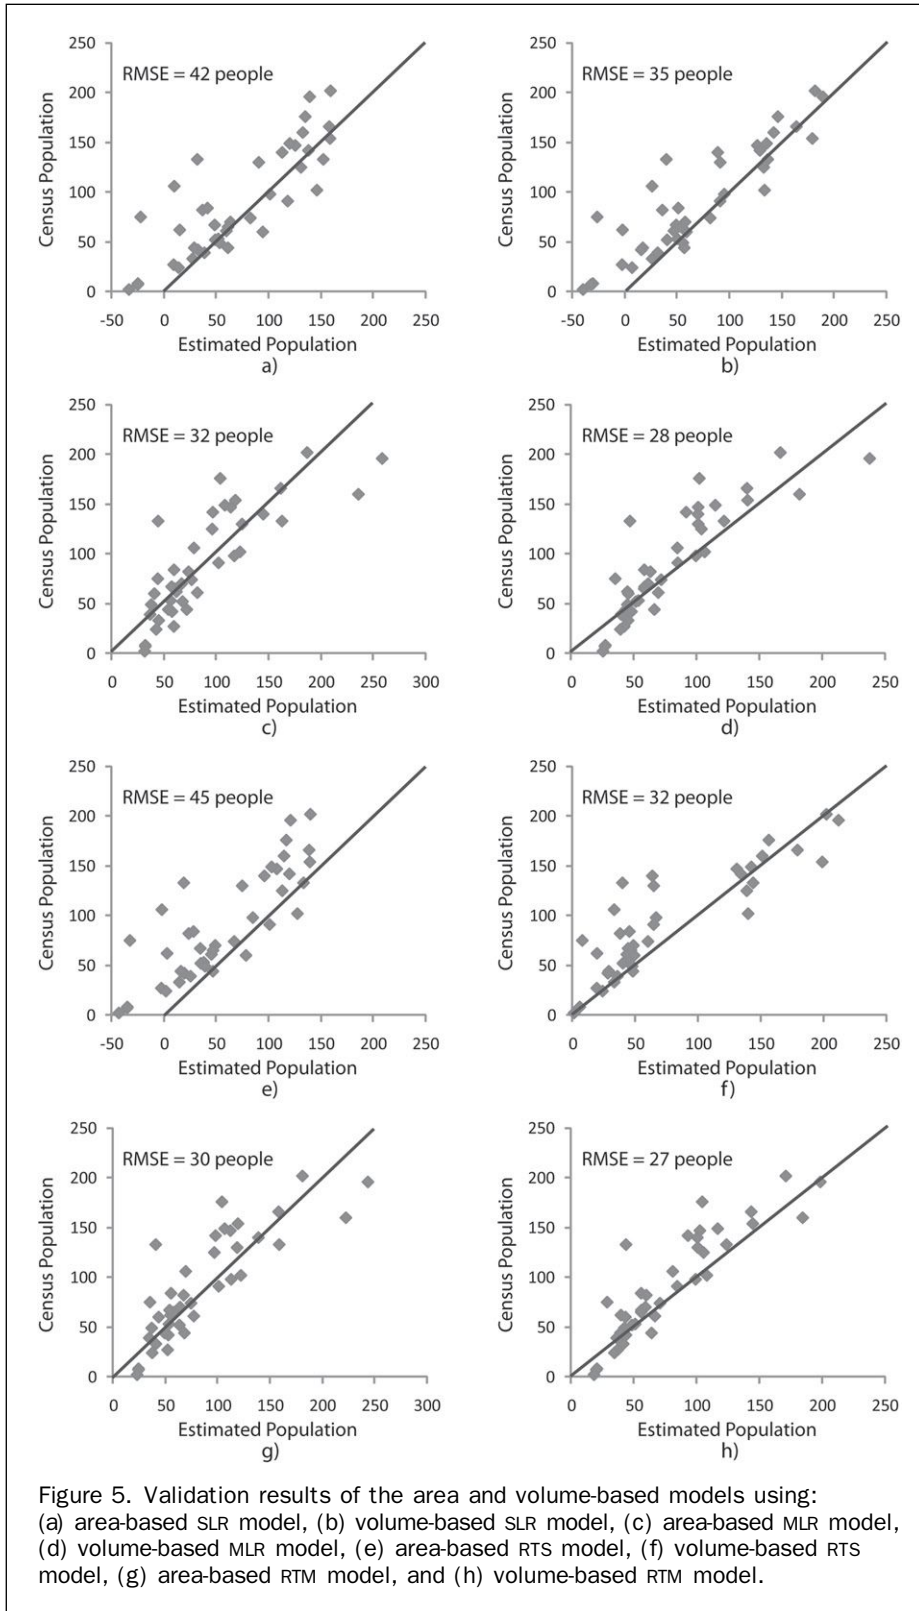 250
200
150
100
50
0
Census Population
RMSE = 42 people
-50 0 50 100 150 200 250
Estimated Population
a)
250
200
150
100
50
0
Census Population
RMSE = 35 people
-50 0 50 100 150 200 250
Estimated Population
b)
250
200
150
100
50
0
Census Population
RMSE = 32 people
0 50 100 150 200 250 300
Estimated Population
c)
250
200
150
100
50
0
Census Population
RMSE = 28 people
0 50 100 150 200 250
Estimated Population
d)
250
200
150
100
50
0
Census Population
RMSE = 45 people
-50 0 50 100 150 200 250
Estimated Population
e)
250
200
150
100
50
0
Census Population
RMSE = 32 people
0 50 100 150 200 250
Estimated Population
f)
250
200
150
100
50
0
Census Population
RMSE = 30 people
0 50 100 150 200 250 300
Estimated Population
g)
250
200
150
100
50
0
Census Population
RMSE = 27 people
0 50 100 150 200 250
Estimated Population
h)
Figure 5. Validation results of the area and volume-based models using:
(a) area-based SLR model, (b) volume-based SLR model, (c) area-based MLR model,
(d) volume-based MLR model, (e) area-based RTS model, (f) volume-based RTS
model, (g) area-based RTM model, and (h) volume-based RTM model.